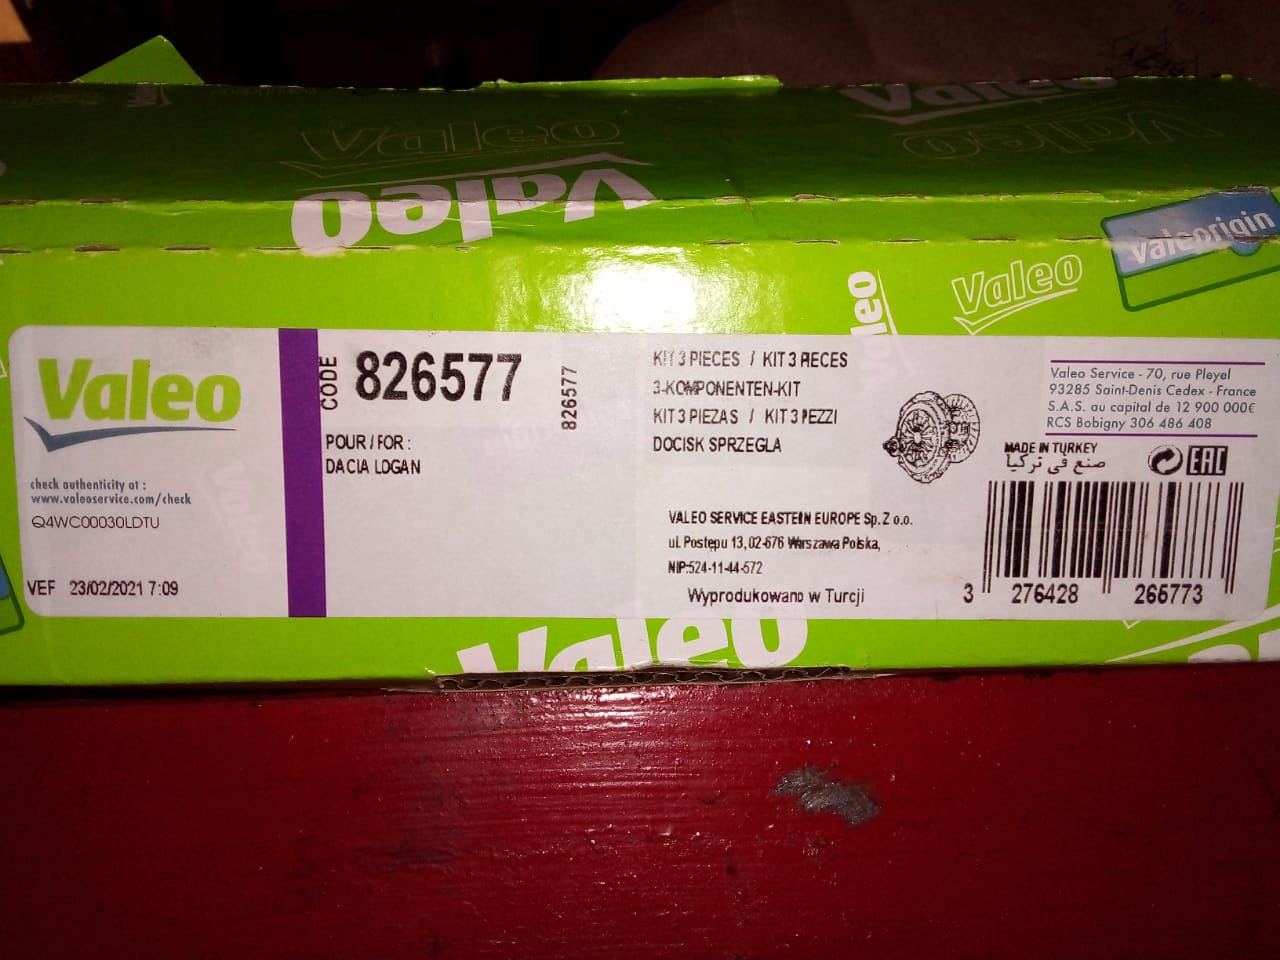 Valeo
Valeo
Valeo
Valeo
valeorigin
Valeo
leo
Valeo
check authenticity at :
www.valeoservice.com/check
Q4WC00030LDTU
VEF 23/02/2021 7:09
CODE 826577
826577
POUR / FOR :
DACIA LOGAN
KIT 3 PIECES / KIT 3 RECES
3-KOMPONENTEN-KIT
KIT 3 PIEZAS / KIT 3 PEZZI
DOCISK SPRZEGLA
VALEO SERVICE EASTEIN EUROPE Sp. Z o.o.
ul. Postępu 13, 02-676 Warszawa Polska,
NIP:524-11-44-572
Wyprodukowano w Turcji
Valeo Service - 70, rue Pleyel
93285 Saint-Denis Cedex - France
S.A.S. au capital de 12 900 000€
RCS Bobigny 306 486 408
MADE IN TURKEY
صنع في تركيا
EAC
3 276428 265773
Valeo